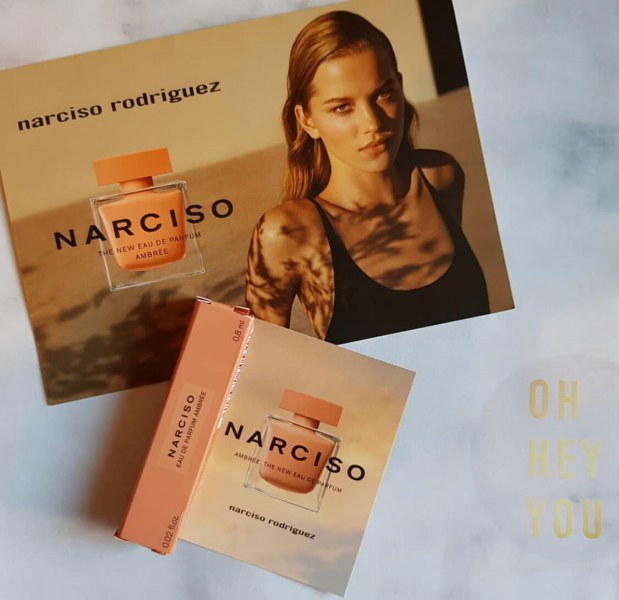 narciso rodriguez
NARCISO
THE NEW EAU DE PARFUM
AMBRÉE
0.8 ml
NARCISO
EAU DE PARFUM AMBRÉE
0.02 fl.oz.
NARCISO
AMBRÉE, THE NEW EAU DE PARFUM
narciso rodriguez
OH
HEY
YOU